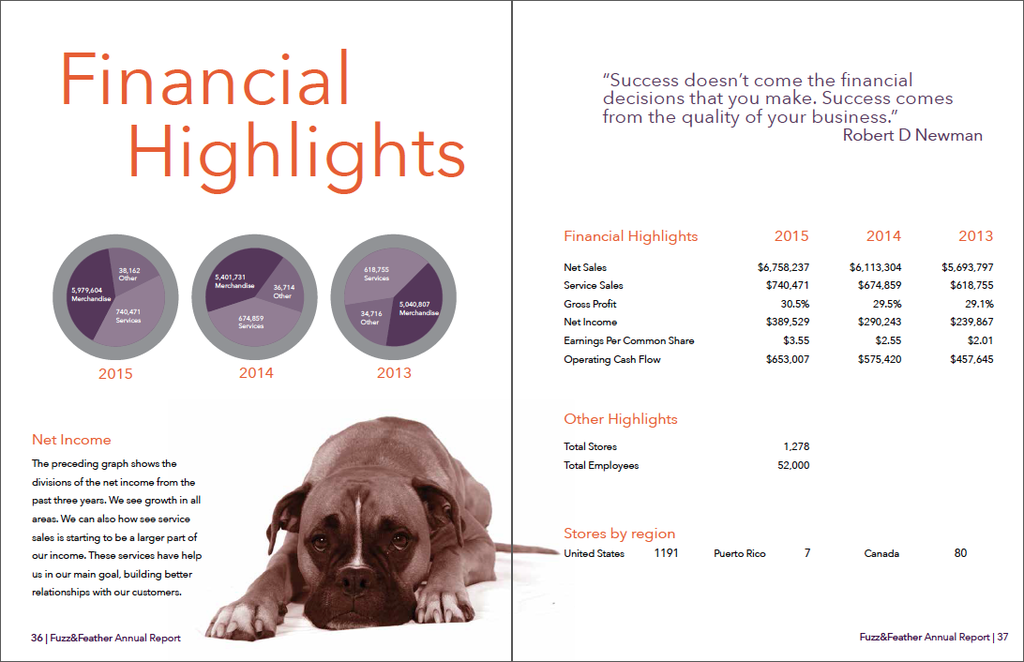 Financial
Highlights
5,979,604
Merchandise
38,162
Other
740,471
Services
2015
5,401,731
Merchandise
36,714
Other
674,859
Services
2014
618,755
Services
34,716
Other
5,040,807
Merchandise
2013
Net Income
The preceding graph shows the
divisions of the net income from the
past three years. We see growth in all
areas. We can also how see service
sales is starting to be a larger part of
our income. These services have help
us in our main goal, building better
relationships with our customers.
36 | Fuzz&Feather Annual Report
“Success doesn’t come the financial
decisions that you make. Success comes
from the quality of your business.”
Robert D Newman
Financial Highlights 2015 2014 2013
Net Sales $6,758,237 $6,113,304 $5,693,797
Service Sales $740,471 $674,859 $618,755
Gross Profit 30.5% 29.5% 29.1%
Net Income $389,529 $290,243 $239,867
Earnings Per Common Share $3.55 $2.55 $2.01
Operating Cash Flow $653,007 $575,420 $457,645
Other Highlights
Total Stores 1,278
Total Employees 52,000
Stores by region
United States 1191 Puerto Rico 7 Canada 80
Fuzz&Feather Annual Report | 37